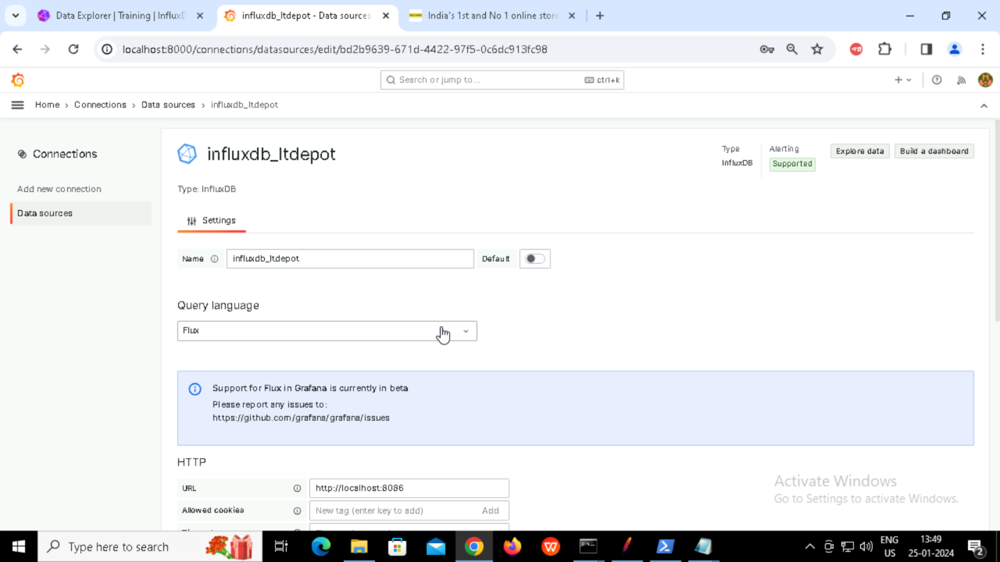 Data Explorer | Training | InfluxD
influxdb_ltdepot - Data sources
India's 1st and No 1 online store
localhost:8000/connections/datasources/edit/bd2b9639-671d-4422-97f5-0c6dc913fc98
Search or jump to...
ctrl+k
Home › Connections › Data sources › influxdb_ltdepot
Connections
Add new connection
Data sources
influxdb_ltdepot
Type
InfluxDB
Alerting
Supported
Explore data
Build a dashboard
Type: InfluxDB
Settings
Name
influxdb_ltdepot
Default
Query language
Flux
Support for Flux in Grafana is currently in beta
Please report any issues to:
https://github.com/grafana/grafana/issues
HTTP
URL
http://localhost:8086
Allowed cookies
New tag (enter key to add)
Add
Activate Windows
Go to Settings to activate Windows.
Type here to search
ENG
US
13:49
25-01-2024
2